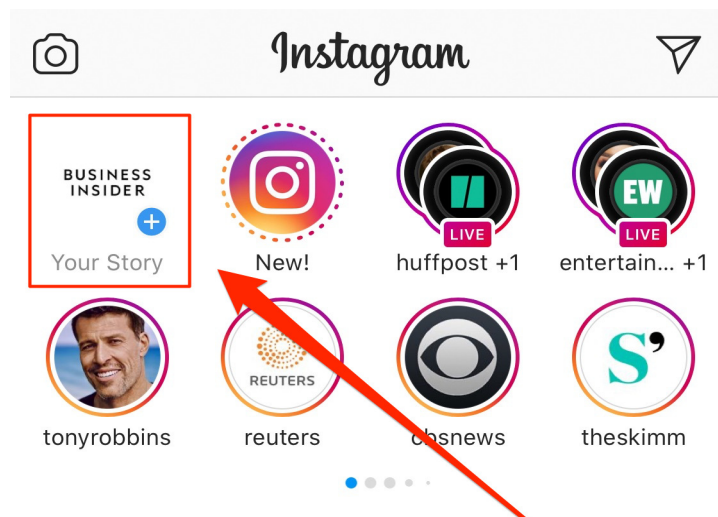 Instagram
BUSINESS
INSIDER
Your Story
New!
LIVE
huffpost +1
EW
LIVE
entertain... +1
tonyrobbins
REUTERS
reuters
cbsnews
S'
theskimm